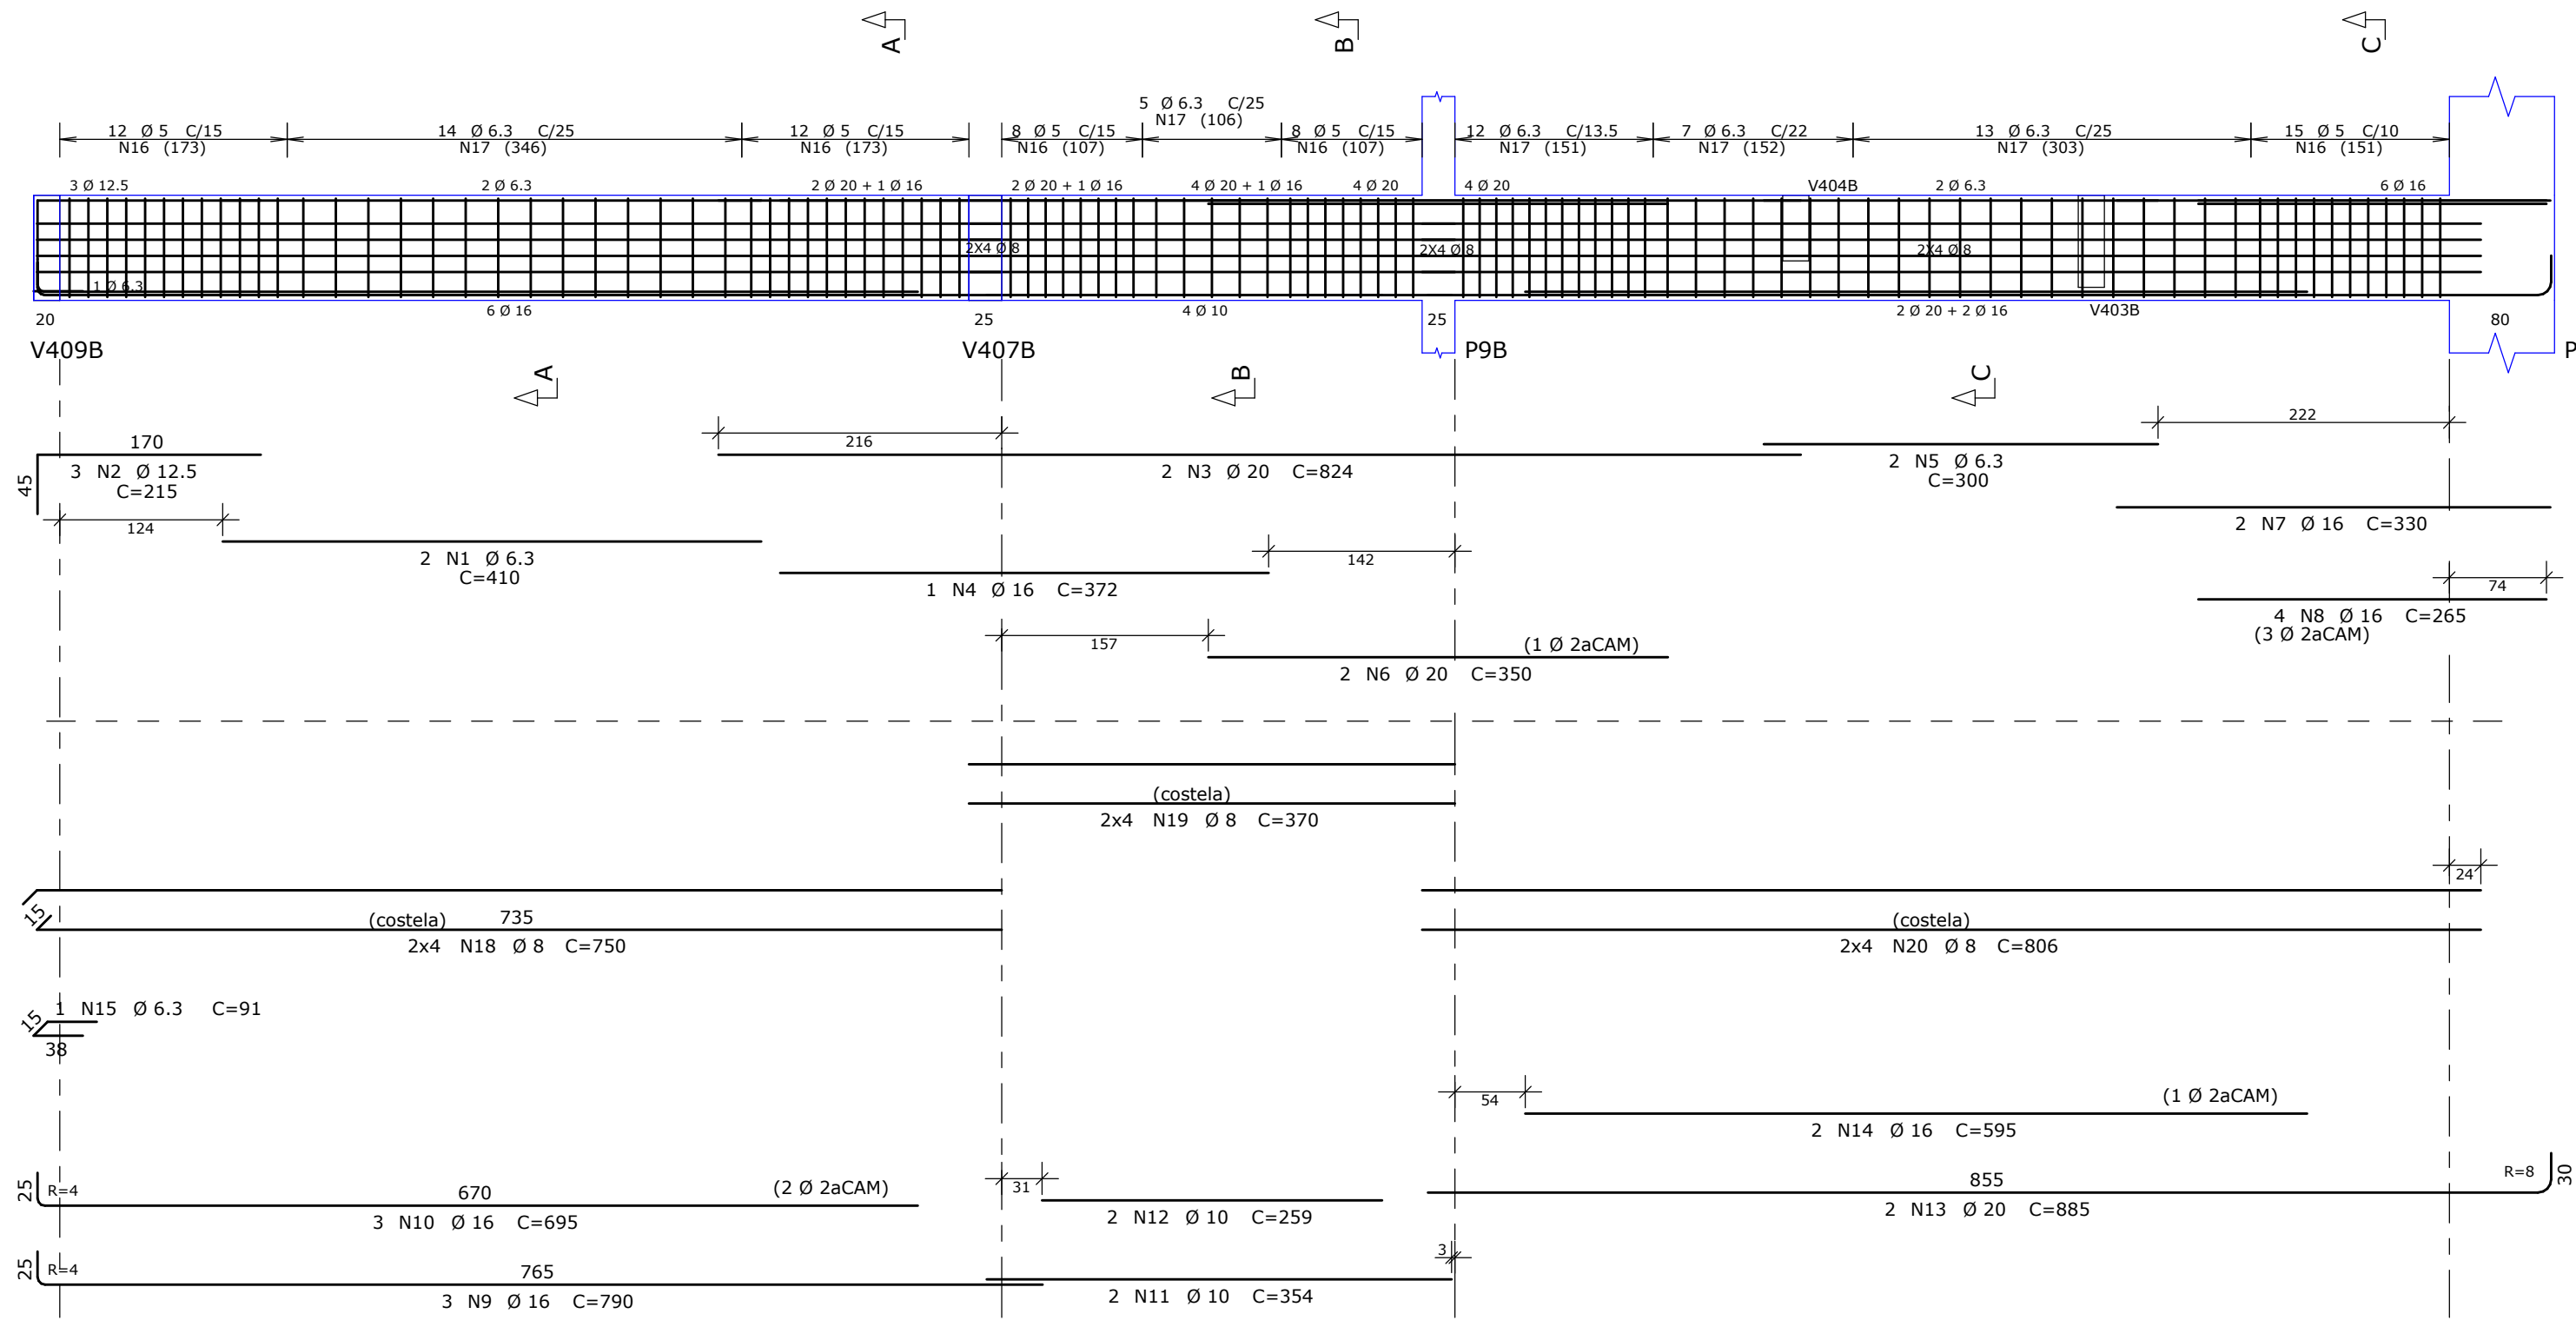 A B C
5 Ø 6.3 C/25
N17 (106)
12 Ø 5 C/15 14 Ø 6.3 C/25 12 Ø 5 C/15 8 Ø 5 C/15 8 Ø 5 C/15 12 Ø 6.3 C/13.5 7 Ø 6.3 C/22 13 Ø 6.3 C/25 15 Ø 5 C/10
N16 (173) N17 (346) N16 (173) N16 (107) N16 (107) N17 (151) N17 (152) N17 (303) N16 (151)
3 Ø 12.5 2 Ø 6.3 2 Ø 20 + 1 Ø 16 2 Ø 20 + 1 Ø 16 4 Ø 20 + 1 Ø 16 4 Ø 20 4 Ø 20 V404B 2 Ø 6.3 6 Ø 16
2X4 Ø 8 2X4 Ø 8 2X4 Ø 8
1 Ø 6.3
6 Ø 16 4 Ø 10 2 Ø 20 + 2 Ø 16 V403B
20 25 25 80
V409B V407B P9B P
A B C
170 216 222
3 N2 Ø 12.5 2 N3 Ø 20 C=824 2 N5 Ø 6.3
C=215 C=300
45
124 2 N7 Ø 16 C=330
2 N1 Ø 6.3 142
C=410
1 N4 Ø 16 C=372 74
4 N8 Ø 16 C=265
(3 Ø 2aCAM)
157 (1 Ø 2aCAM)
2 N6 Ø 20 C=350
(costela)
2x4 N19 Ø 8 C=370
24
15 (costela) 735 (costela)
2x4 N18 Ø 8 C=750 2x4 N20 Ø 8 C=806
1 N15 Ø 6.3 C=91
15
38
54 (1 Ø 2aCAM)
2 N14 Ø 16 C=595
25 R=4 670 (2 Ø 2aCAM) 31 855 R=8 30
3 N10 Ø 16 C=695 2 N12 Ø 10 C=259 2 N13 Ø 20 C=885
3
25 R=4 765
3 N9 Ø 16 C=790 2 N11 Ø 10 C=354